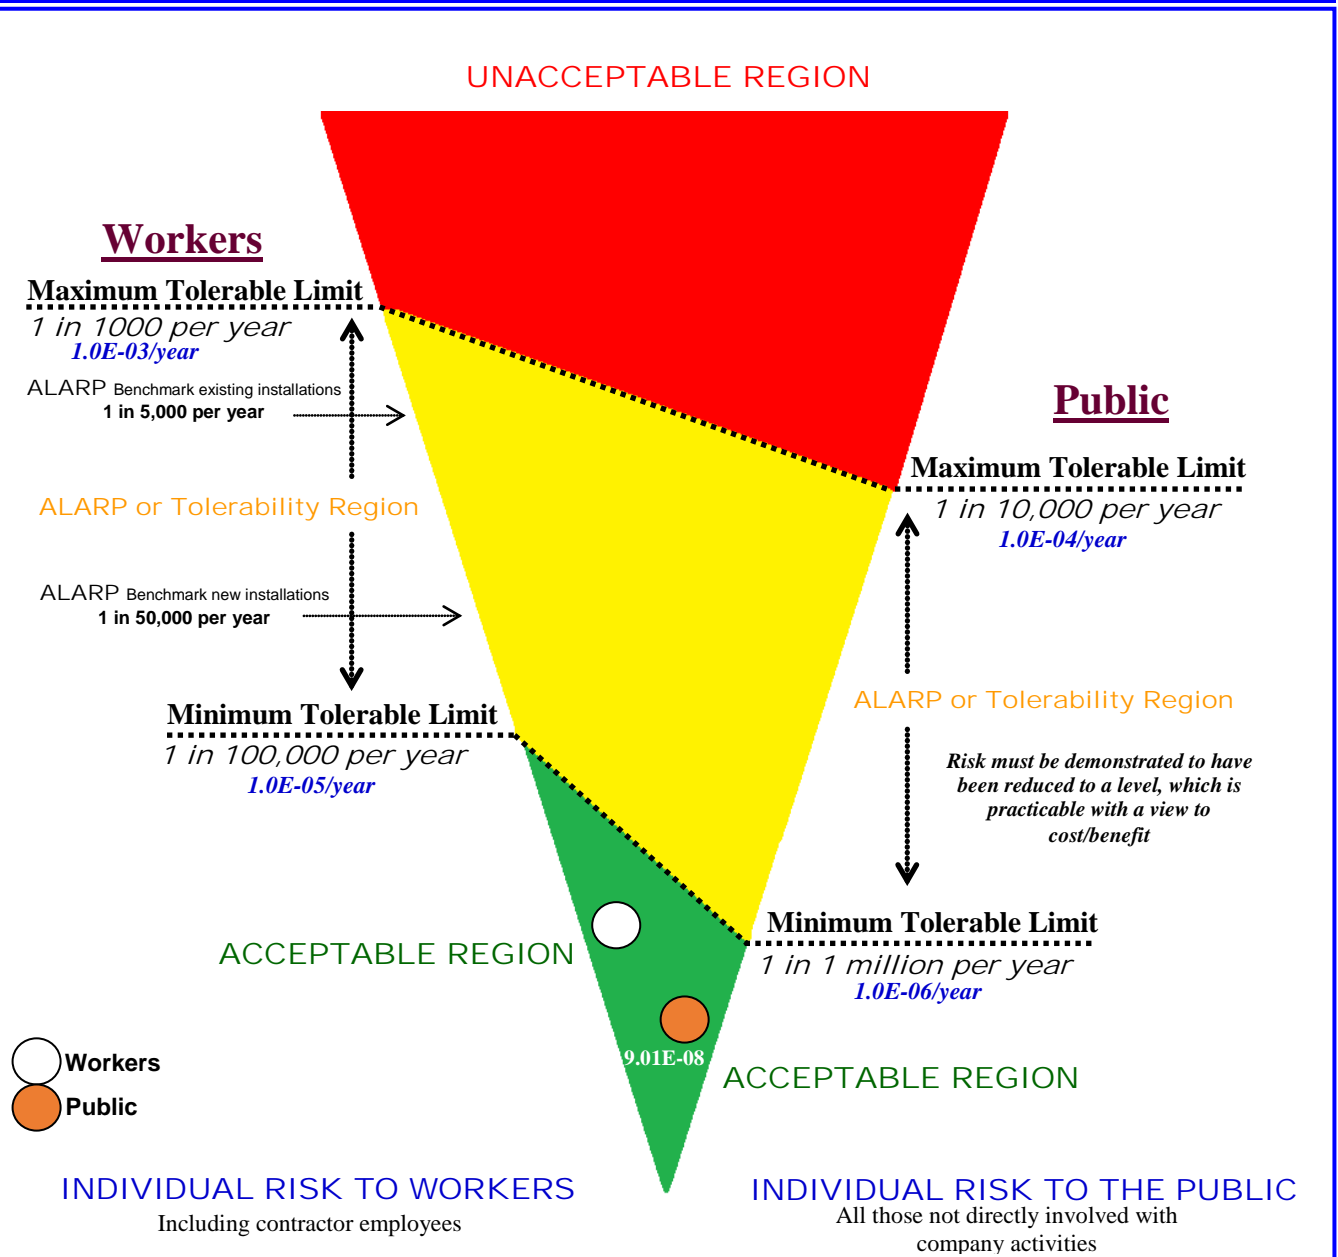 UNACCEPTABLE REGION
Workers
Maximum Tolerable Limit
1 in 1000 per year
1.0E-03/year
ALARP Benchmark existing installations
1 in 5,000 per year
ALARP or Tolerability Region
ALARP Benchmark new installations
1 in 50,000 per year
Minimum Tolerable Limit
1 in 100,000 per year
1.0E-05/year
Public
Maximum Tolerable Limit
1 in 10,000 per year
1.0E-04/year
ALARP or Tolerability Region
Risk must be demonstrated to have
been reduced to a level, which is
practicable with a view to
cost/benefit
Minimum Tolerable Limit
1 in 1 million per year
1.0E-06/year
ACCEPTABLE REGION
9.01E-08
ACCEPTABLE REGION
Workers
Public
INDIVIDUAL RISK TO WORKERS
Including contractor employees
INDIVIDUAL RISK TO THE PUBLIC
All those not directly involved with
company activities